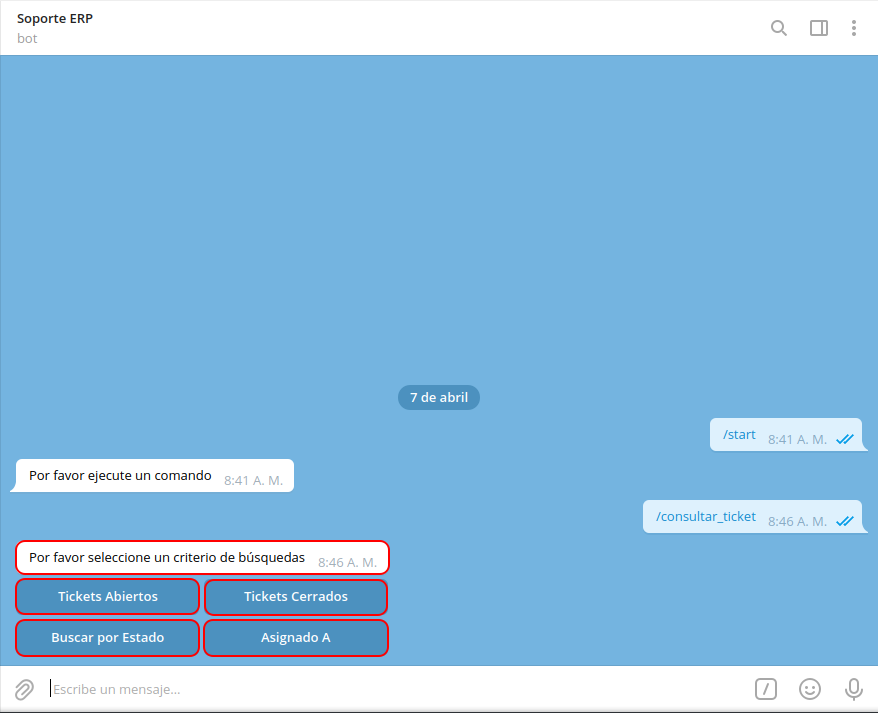 Soporte ERP
bot
7 de abril
/start 8:41 A. M.
Por favor ejecute un comando 8:41 A. M.
/consultar_ticket 8:46 A. M.
Por favor seleccione un criterio de búsquedas 8:46 A. M.
Tickets Abiertos Tickets Cerrados
Buscar por Estado Asignado A
Escribe un mensaje...